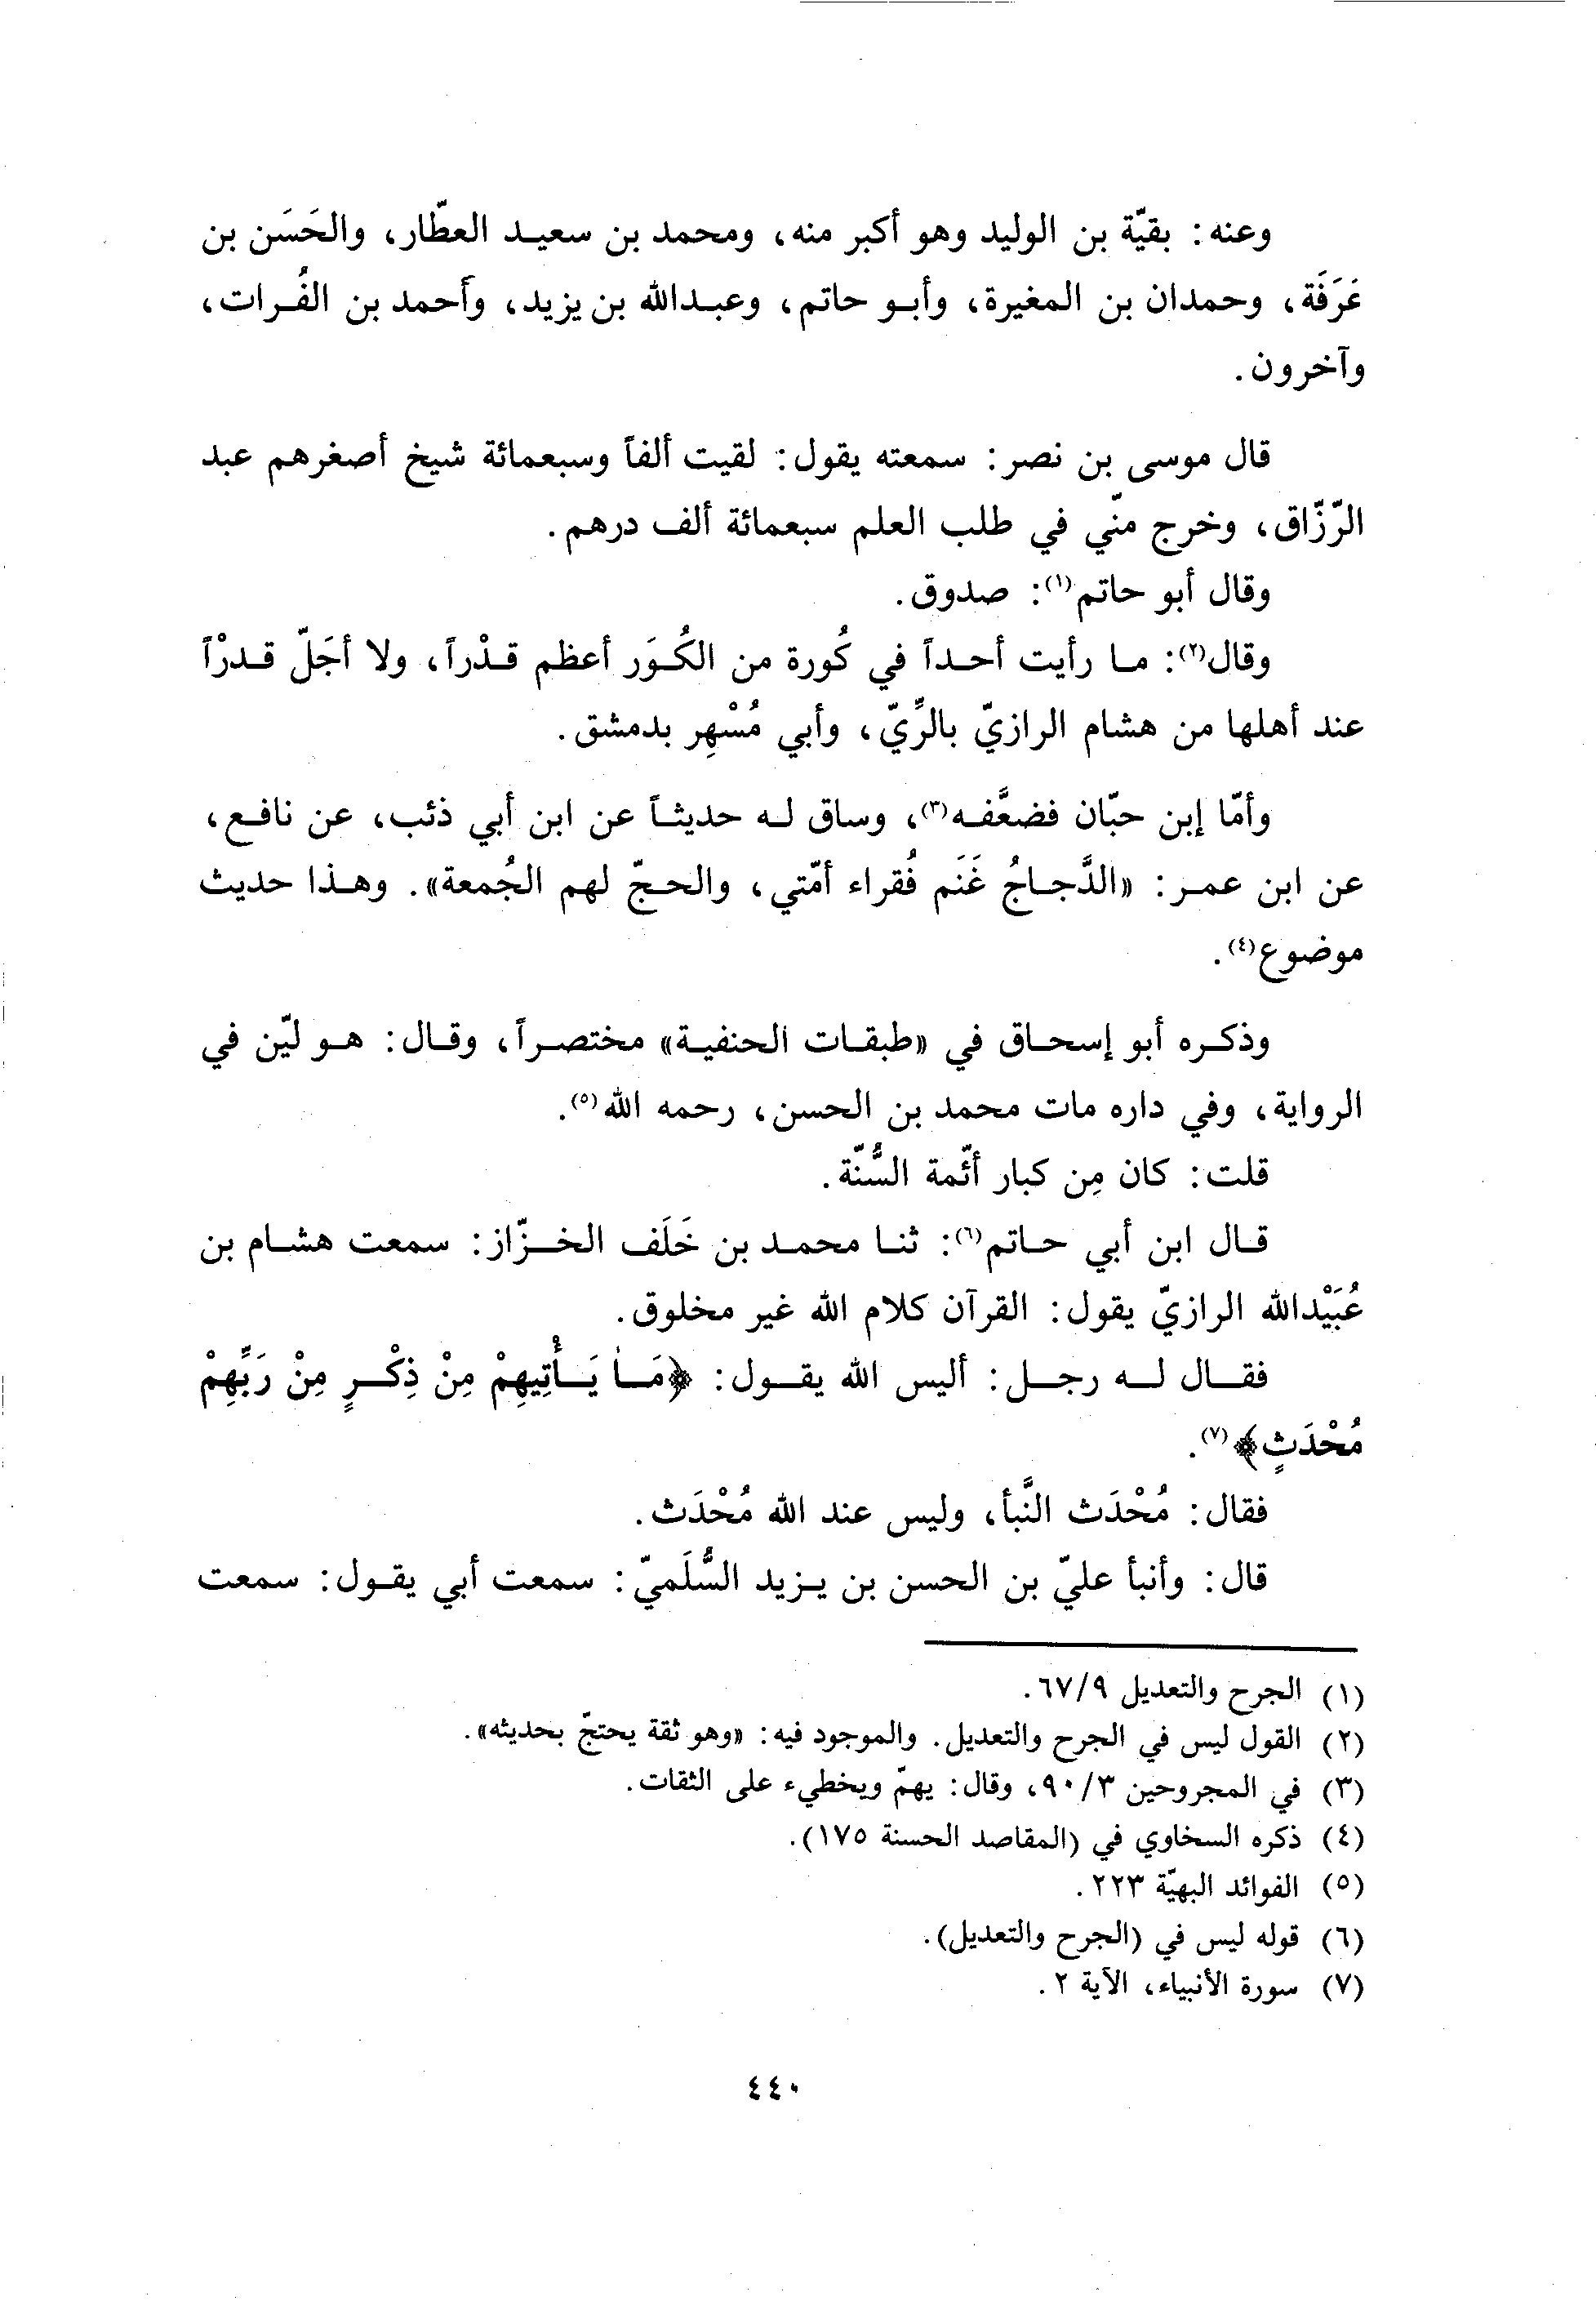 وعنه: بقيّة بن الوليد وهو أكبر منه، ومحمد بن سعيد العطّار، والحَسَن بن
عَرَفَة، وحمدان بن المغيرة، وأبو حاتم، وعبدالله بن يزيد، وأحمد بن الفُرات،
وآخرون.
قال موسى بن نصر: سمعته يقول: لقيت ألفاً وسبعمائة شيخ أصغرهم عبد
الرّزّاق، وخرج منّي في طلب العلم سبعمائة ألف درهم.
وقال أبو حاتم(١): صدوق.
وقال(٢): ما رأيت أحداً في كُورة من الكُوَر أعظم قدْراً، ولا أجَلّ قدرْاً
عند أهلها من هشام الرازيّ بالرِّيّ، وأبي مُسْهِر بدمشق.
وأمّا إبن حبّان فضعَّفه(٣)، وساق له حديثاً عن ابن أبي ذئب، عن نافع،
عن ابن عمر: «الدَّجاجُ غَنَم فُقراء أمّتي، والحجّ لهم الجُمعة». وهذا حديث
موضوع(٤).
وذكره أبو إسحاق في «طبقات الحنفية» مختصراً، وقال: هو ليّن في
الرواية، وفي داره مات محمد بن الحسن، رحمه الله(٥).
قلت: كان مِن كبار أئّمة السُّنّة.
قال ابن أبي حاتم(٦): ثنا محمد بن خَلَف الخزّاز: سمعت هشام بن
عُبَيْدالله الرازيّ يقول: القرآن كلام الله غير مخلوق.
فقال له رجل: أليس الله يقول: ﴿مَا يَأْتِيهِمْ مِنْ ذِكْرٍ مِنْ رَبِّهِمْ
مُحْدَثٍ﴾(٧).
فقال: مُحْدَث النَّبأ، وليس عند الله مُحْدَث.
قال: وأنبأ عليّ بن الحسن بن يزيد السُّلَميّ: سمعت أبي يقول: سمعت
(١) الجرح والتعديل ٦٧/٩.
(٢) القول ليس في الجرح والتعديل. والموجود فيه: «وهو ثقة يحتجّ بحديثه».
(٣) في المجروحين ٩٠/٣، وقال: يهمّ ويخطيء على الثقات.
(٤) ذكره السخاوي في (المقاصد الحسنة ١٧٥).
(٥) الفوائد البهيّة ٢٢٣.
(٦) قوله ليس في (الجرح والتعديل).
(٧) سورة الأنبياء، الآية ٢.
٤٤٠